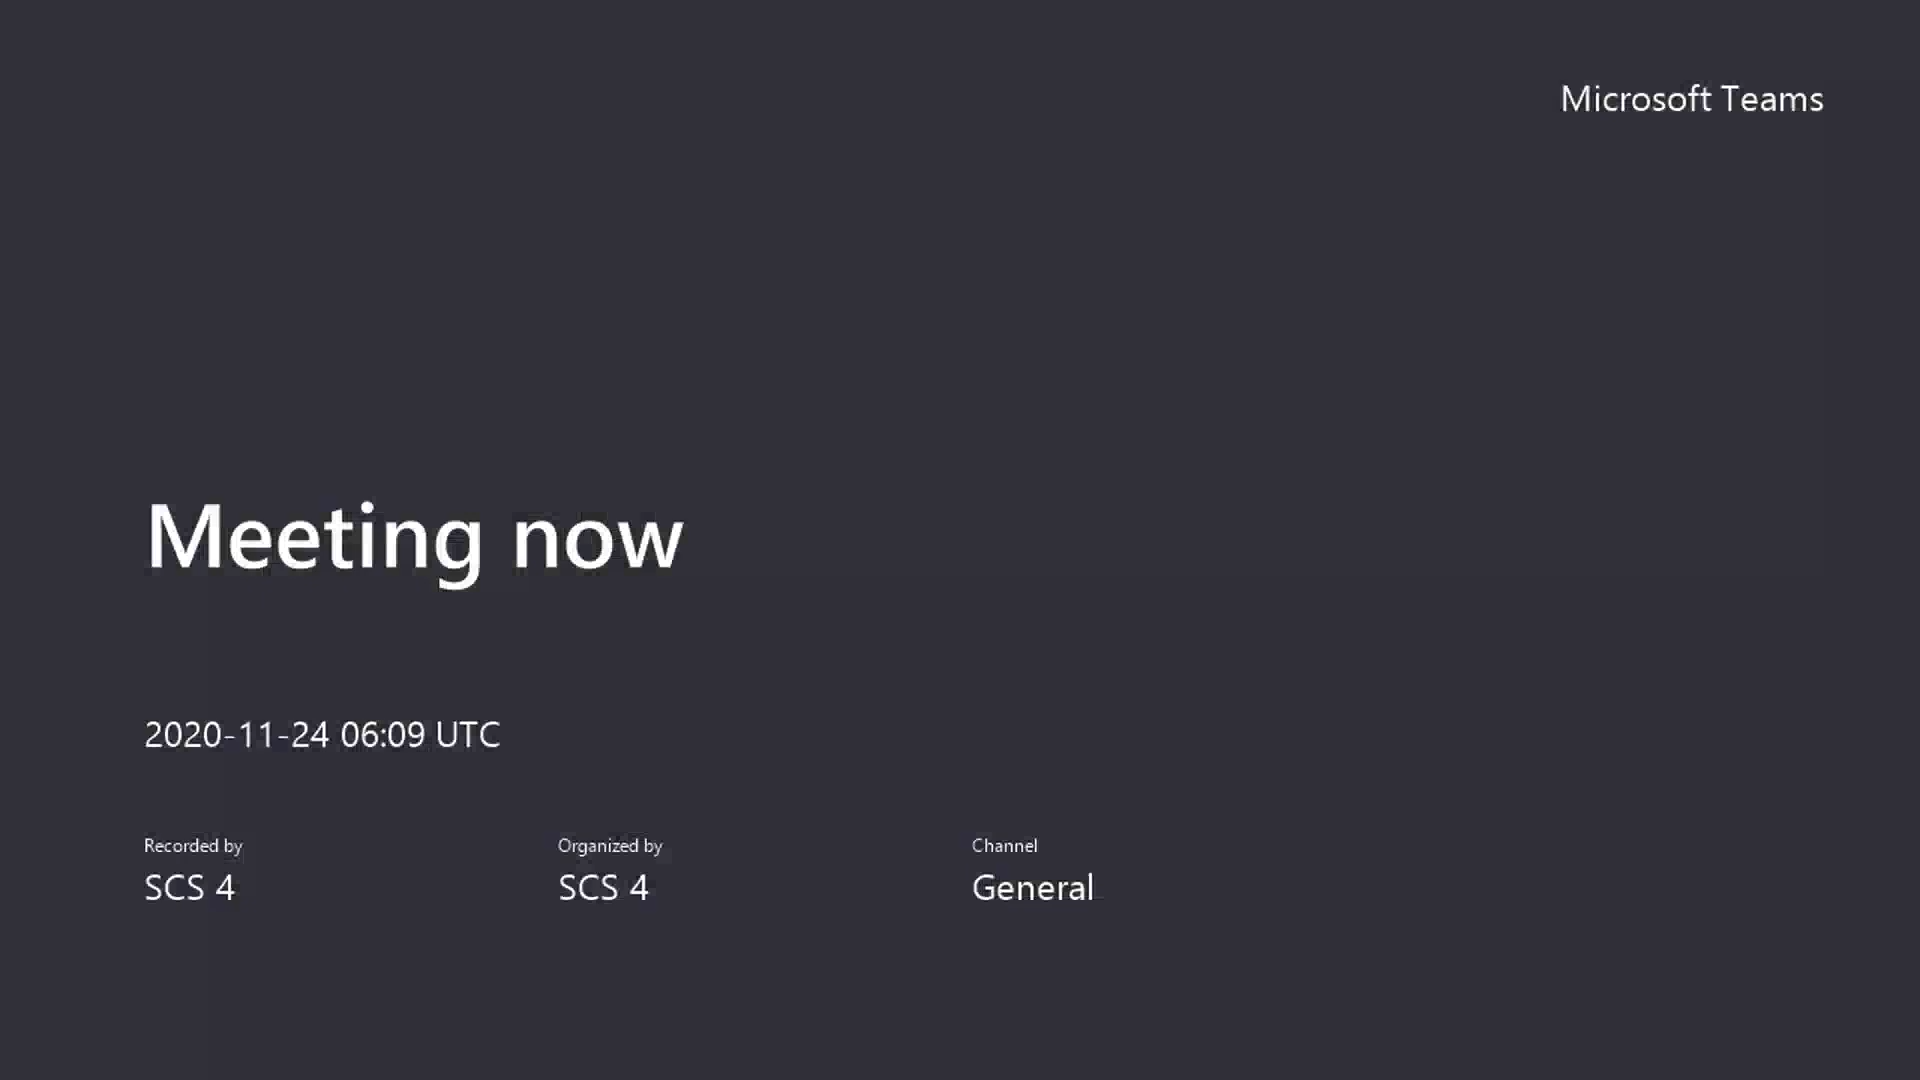 Microsoft Teams
Meeting now
2020-11-24 06:09 UTC
Recorded by
SCS 4
Organized by
SCS 4
Channel
General